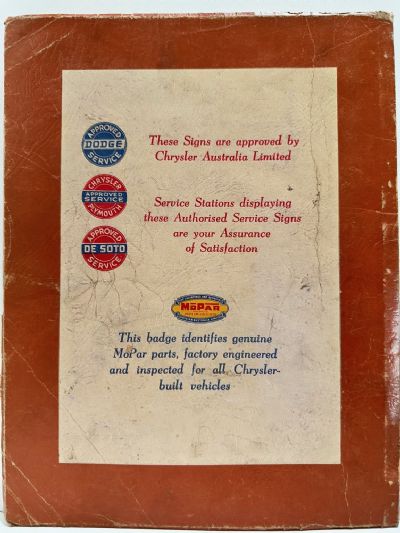 APPROVED
DODGE
SERVICE
These Signs are approved by
Chrysler Australia Limited
CHRYSLER
APPROVED
SERVICE
PLYMOUTH
Service Stations displaying
these Authorised Service Signs
are your Assurance
of Satisfaction
APPROVED
DE SOTO
SERVICE
MOPAR
This badge identifies genuine
MoPar parts, factory engineered
and inspected for all Chrysler-
built vehicles